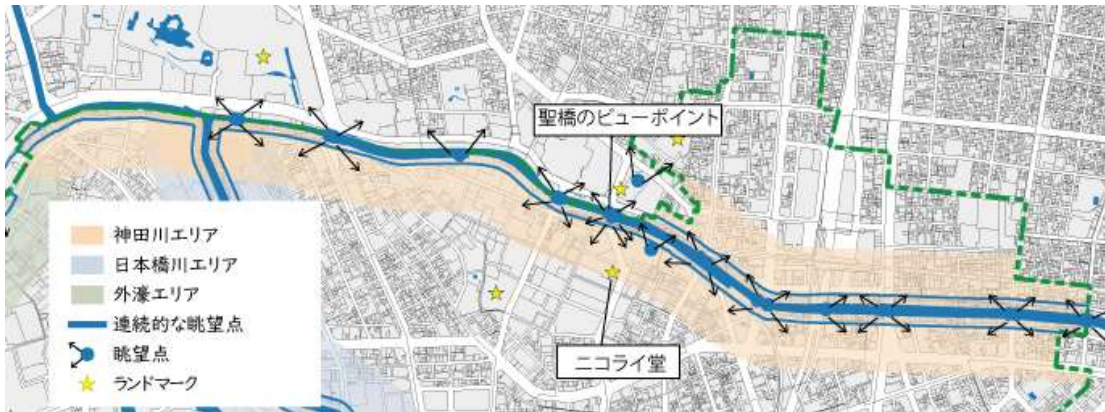 聖橋のビューポイント
神田川エリア
日本橋川エリア
外濠エリア
連続的な眺望点
眺望点
ランドマーク
ニコライ堂